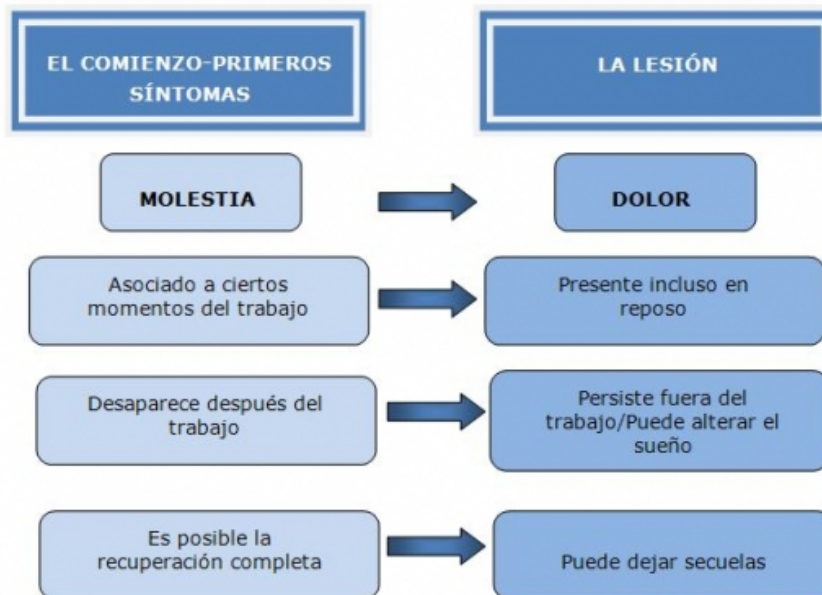 EL COMIENZO-PRIMEROS
SÍNTOMAS
LA LESIÓN
MOLESTIA
DOLOR
Asociado a ciertos
momentos del trabajo
Presente incluso en
reposo
Desaparece después del
trabajo
Persiste fuera del
trabajo/Puede alterar el
sueño
Es posible la
recuperación completa
Puede dejar secuelas